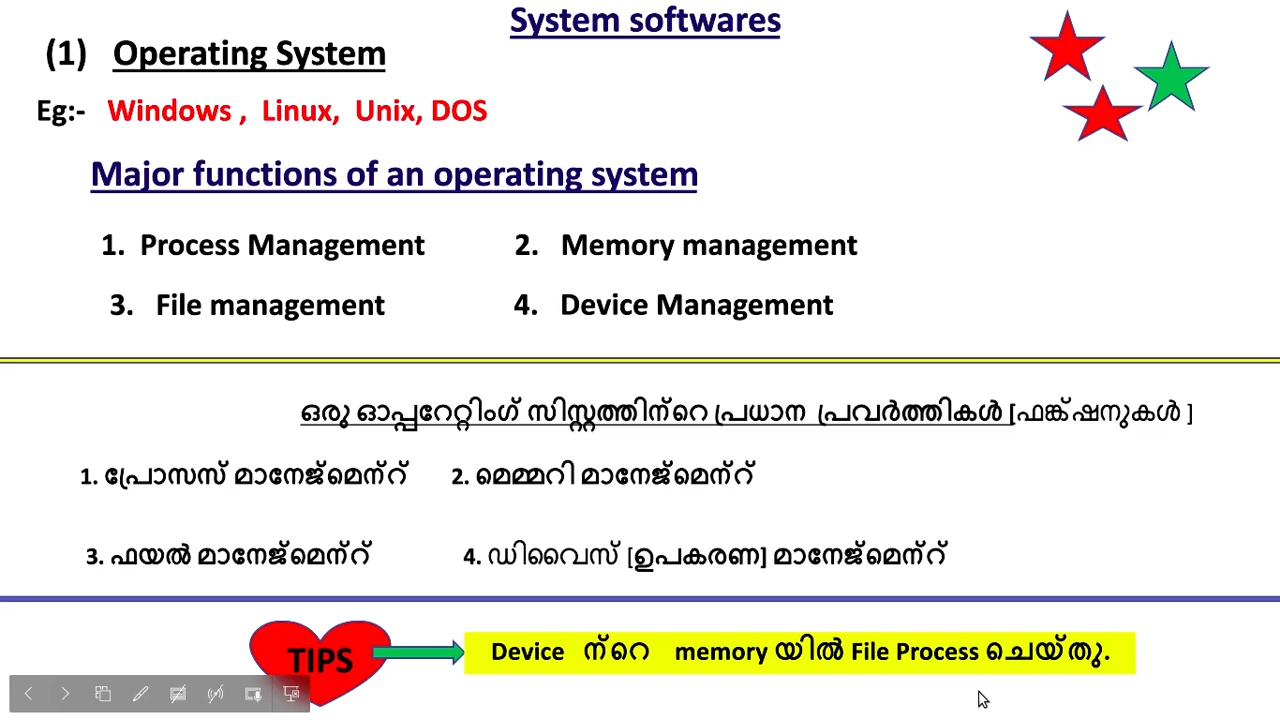 System softwares
(1) Operating System
Eg:- Windows , Linux, Unix, DOS
Major functions of an operating system
1. Process Management 2. Memory management
3. File management 4. Device Management
ഒരു ഓപ്പറേറ്റിംഗ് സിസ്റ്റത്തിന്റെ പ്രധാന പ്രവർത്തികൾ [ഫങ്ക്ഷനുകൾ ]
1. പ്രോസസ് മാനേജ്മെന്റ് 2. മെമ്മറി മാനേജ്മെന്റ്
3. ഫയൽ മാനേജ്മെന്റ് 4. ഡിവൈസ് [ഉപകരണ] മാനേജ്മെന്റ്
TIPS Device ന്റെ memory യിൽ File Process ചെയ്തു.